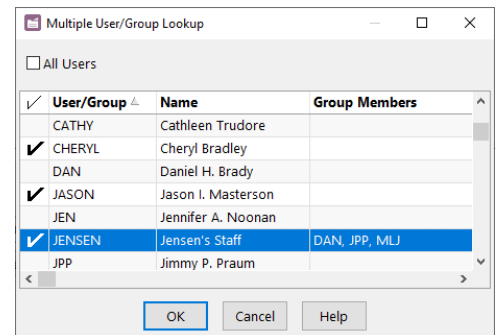 Multiple User/Group Lookup
All Users
User/Group Name Group Members
CATHY Cathleen Trudore
CHERYL Cheryl Bradley
DAN Daniel H. Brady
JASON Jason I. Masterson
JEN Jennifer A. Noonan
JENSEN Jensen's Staff DAN, JPP, MLJ
JPP Jimmy P. Praum
OK Cancel Help